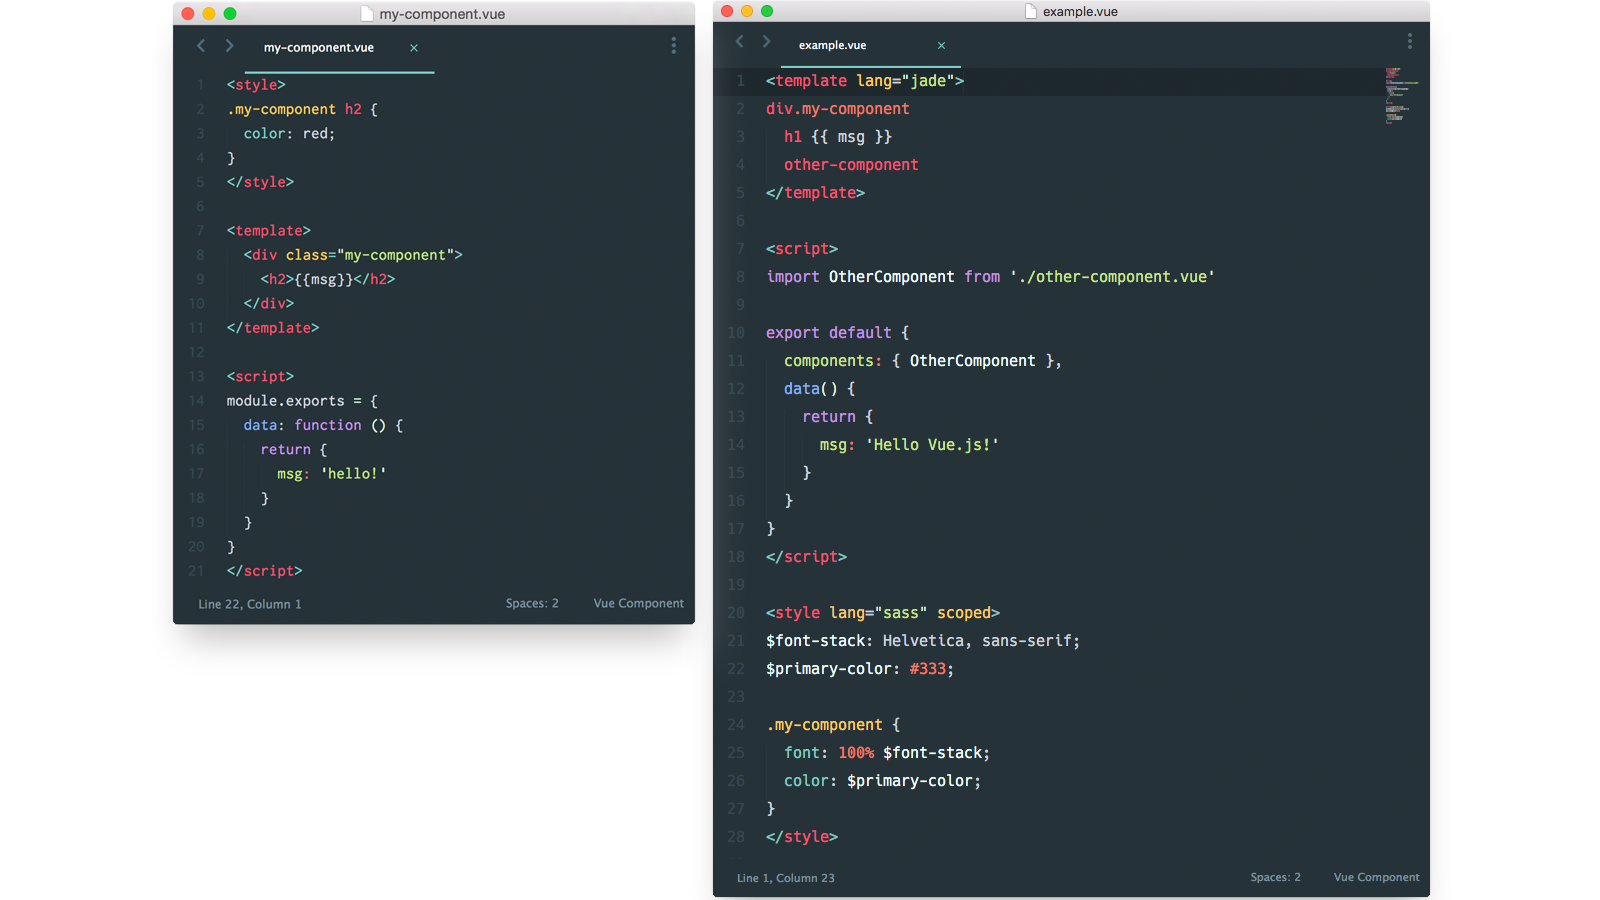 my-component.vue
my-component.vue ×
1 <style>
2 .my-component h2 {
3   color: red;
4 }
5 </style>
6
7 <template>
8   <div class="my-component">
9     <h2>{{msg}}</h2>
10   </div>
11 </template>
12
13 <script>
14 module.exports = {
15   data: function () {
16     return {
17       msg: 'hello!'
18     }
19   }
20 }
21 </script>
Line 22, Column 1 Spaces: 2 Vue Component
example.vue
example.vue ×
1 <template lang="jade">
2 div.my-component
3   h1 {{ msg }}
4   other-component
5 </template>
6
7 <script>
8 import OtherComponent from './other-component.vue'
9
10 export default {
11   components: { OtherComponent },
12   data() {
13     return {
14       msg: 'Hello Vue.js!'
15     }
16   }
17 }
18 </script>
19
20 <style lang="sass" scoped>
21 $font-stack: Helvetica, sans-serif;
22 $primary-color: #333;
23
24 .my-component {
25   font: 100% $font-stack;
26   color: $primary-color;
27 }
28 </style>
Line 1, Column 23 Spaces: 2 Vue Component